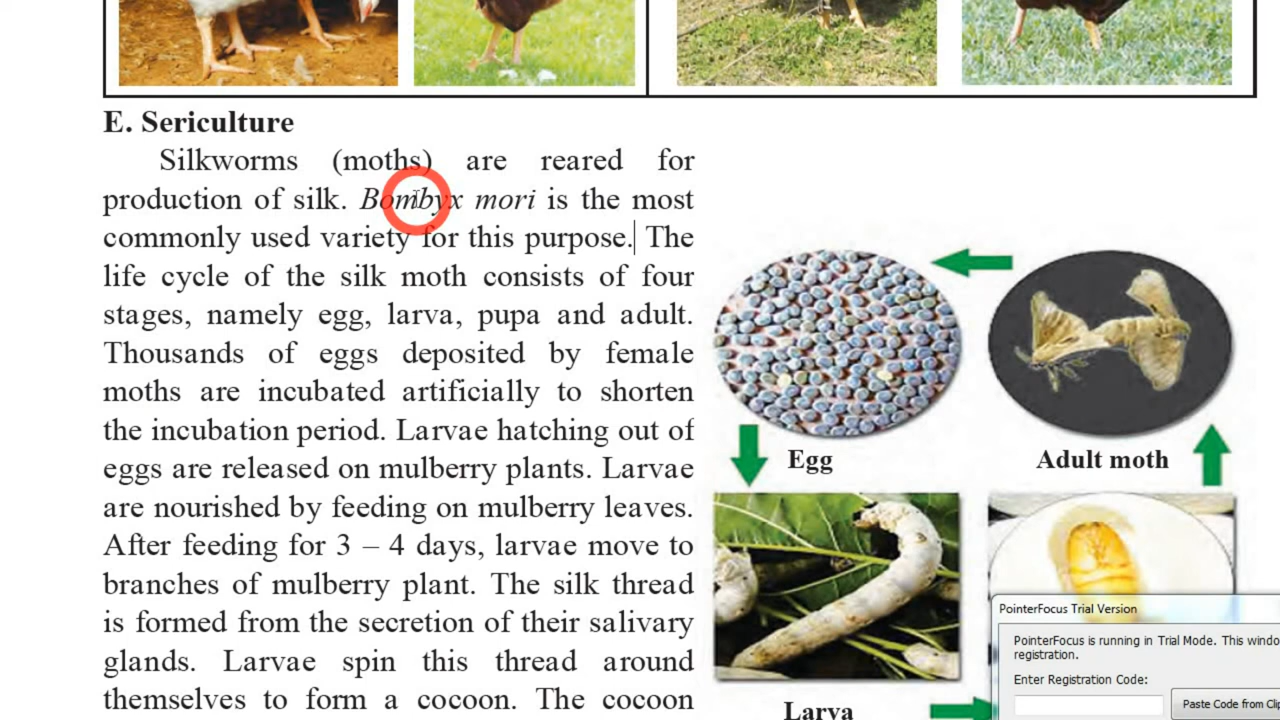 E. Sericulture
Silkworms (moths) are reared for
production of silk. Bombyx mori is the most
commonly used variety for this purpose. The
life cycle of the silk moth consists of four
stages, namely egg, larva, pupa and adult.
Thousands of eggs deposited by female
moths are incubated artificially to shorten
the incubation period. Larvae hatching out of
eggs are released on mulberry plants. Larvae
are nourished by feeding on mulberry leaves.
After feeding for 3 – 4 days, larvae move to
branches of mulberry plant. The silk thread
is formed from the secretion of their salivary
glands. Larvae spin this thread around
themselves to form a cocoon. The cocoon
Egg
Adult moth
Larva
PointerFocus Trial Version
PointerFocus is running in Trial Mode. This windo
registration.
Enter Registration Code:
Paste Code from Clip